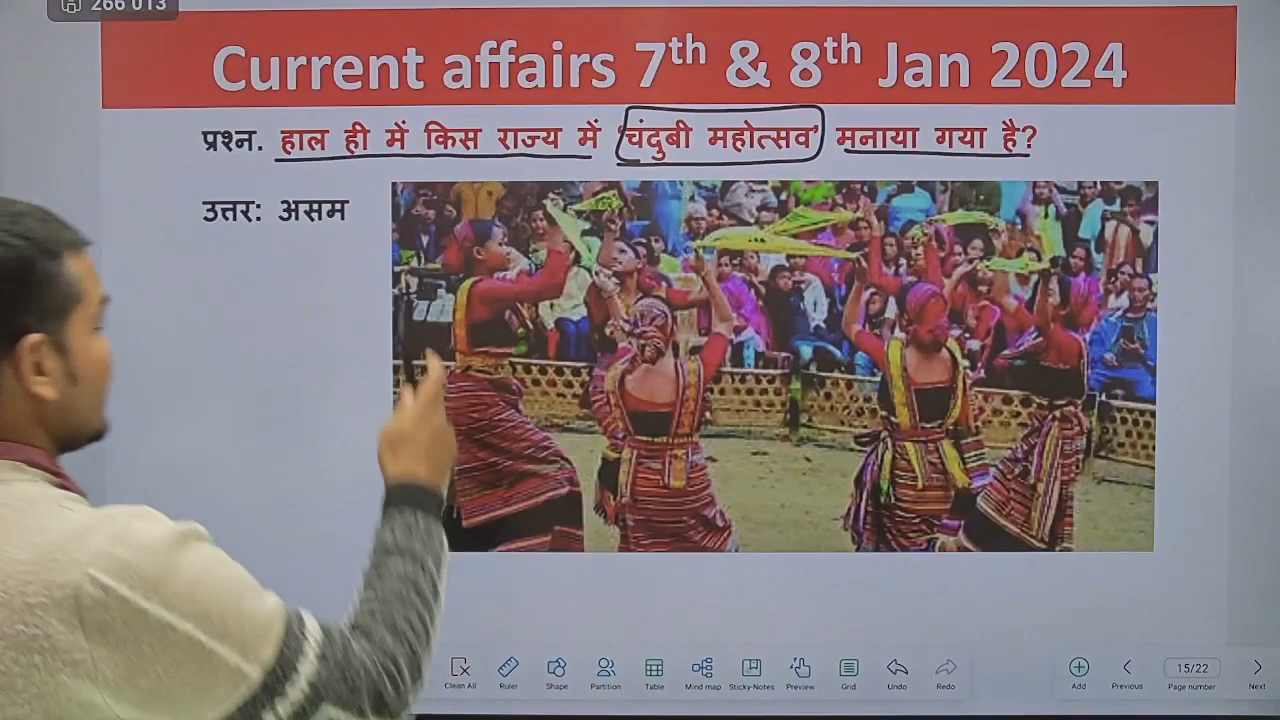 266 013
Current affairs 7th & 8th Jan 2024
प्रश्न. हाल ही में किस राज्य में 'चंदुबी महोत्सव' मनाया गया है?
उत्तर: असम
Clean All Ruler Shape Partition Table Mind map Sticky-Notes Preview Grid Undo Redo Add Previous 15/22 Page number Next